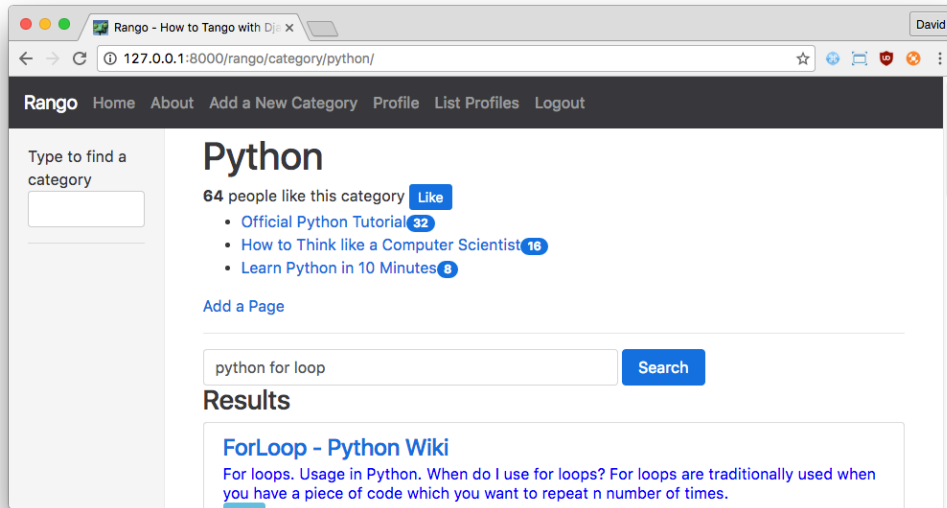 Rango - How to Tango with Dja
David
127.0.0.1:8000/rango/category/python/
Rango Home About Add a New Category Profile List Profiles Logout
Type to find a
category
Python
64 people like this category Like
Official Python Tutorial 32
How to Think like a Computer Scientist 16
Learn Python in 10 Minutes 8
Add a Page
python for loop Search
Results
ForLoop - Python Wiki
For loops. Usage in Python. When do I use for loops? For loops are traditionally used when
you have a piece of code which you want to repeat n number of times.